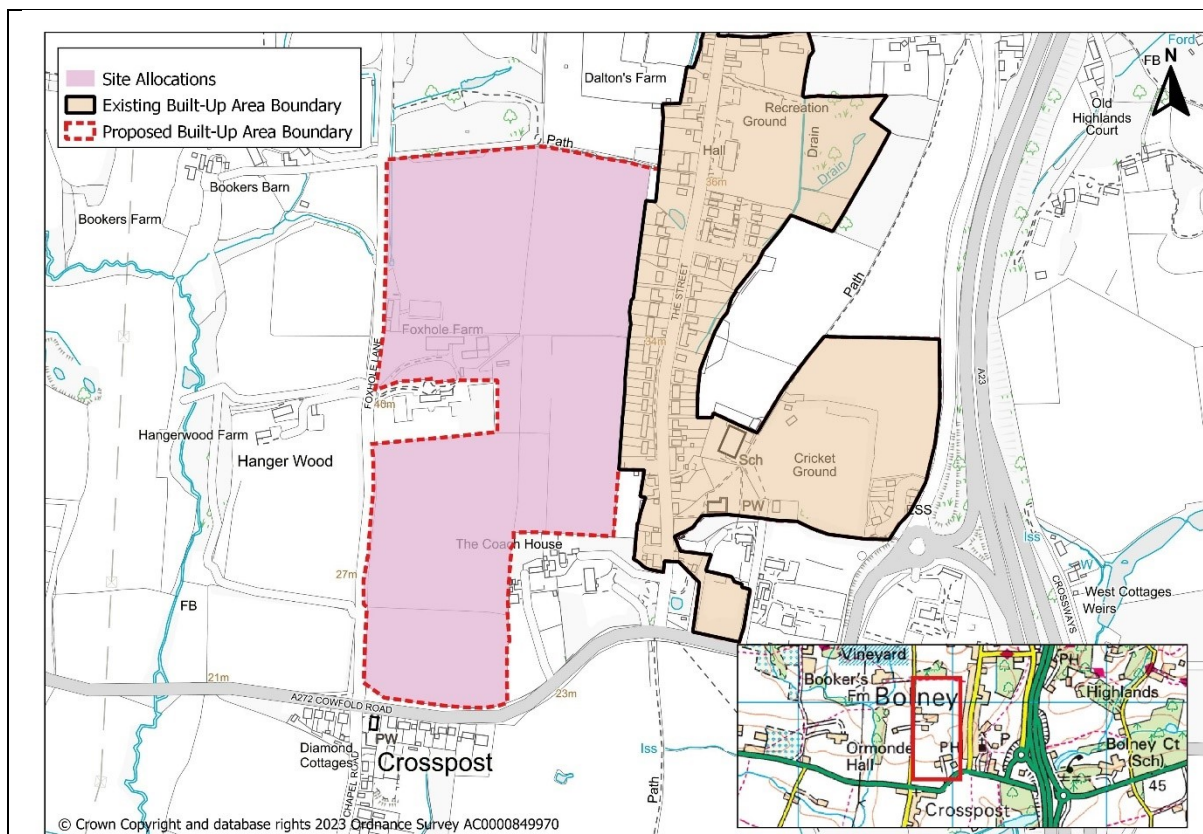 Site Allocations
Existing Built-Up Area Boundary
Proposed Built-Up Area Boundary
Dalton's Farm
Ford
FB
N
Old
Highlands
Court
Recreation
Ground
Hall
Drain
Drain
36m
Path
Bookers Barn
Bookers Farm
THE STREET
Path
Foxhole Farm
34m
FOXHOLE LANE
A23
46m
Hangerwood Farm
Hanger Wood
Sch
Cricket
Ground
PW
ESS
The Coach House
Iss
W
West Cottages
Weirs
CROSSWAYS
27m
FB
21m
A272 COWFOLD ROAD
23m
PW
Diamond
Cottages
Crosspost
CHAPEL ROAD
Iss
Path
Vineyard
PH
Booker's
Fm
Bolney
Highlands
Ormonde
Hall
PH
P
Bolney Ct
(Sch)
45
Crosspost
© Crown Copyright and database rights 2023 Ordnance Survey AC0000849970